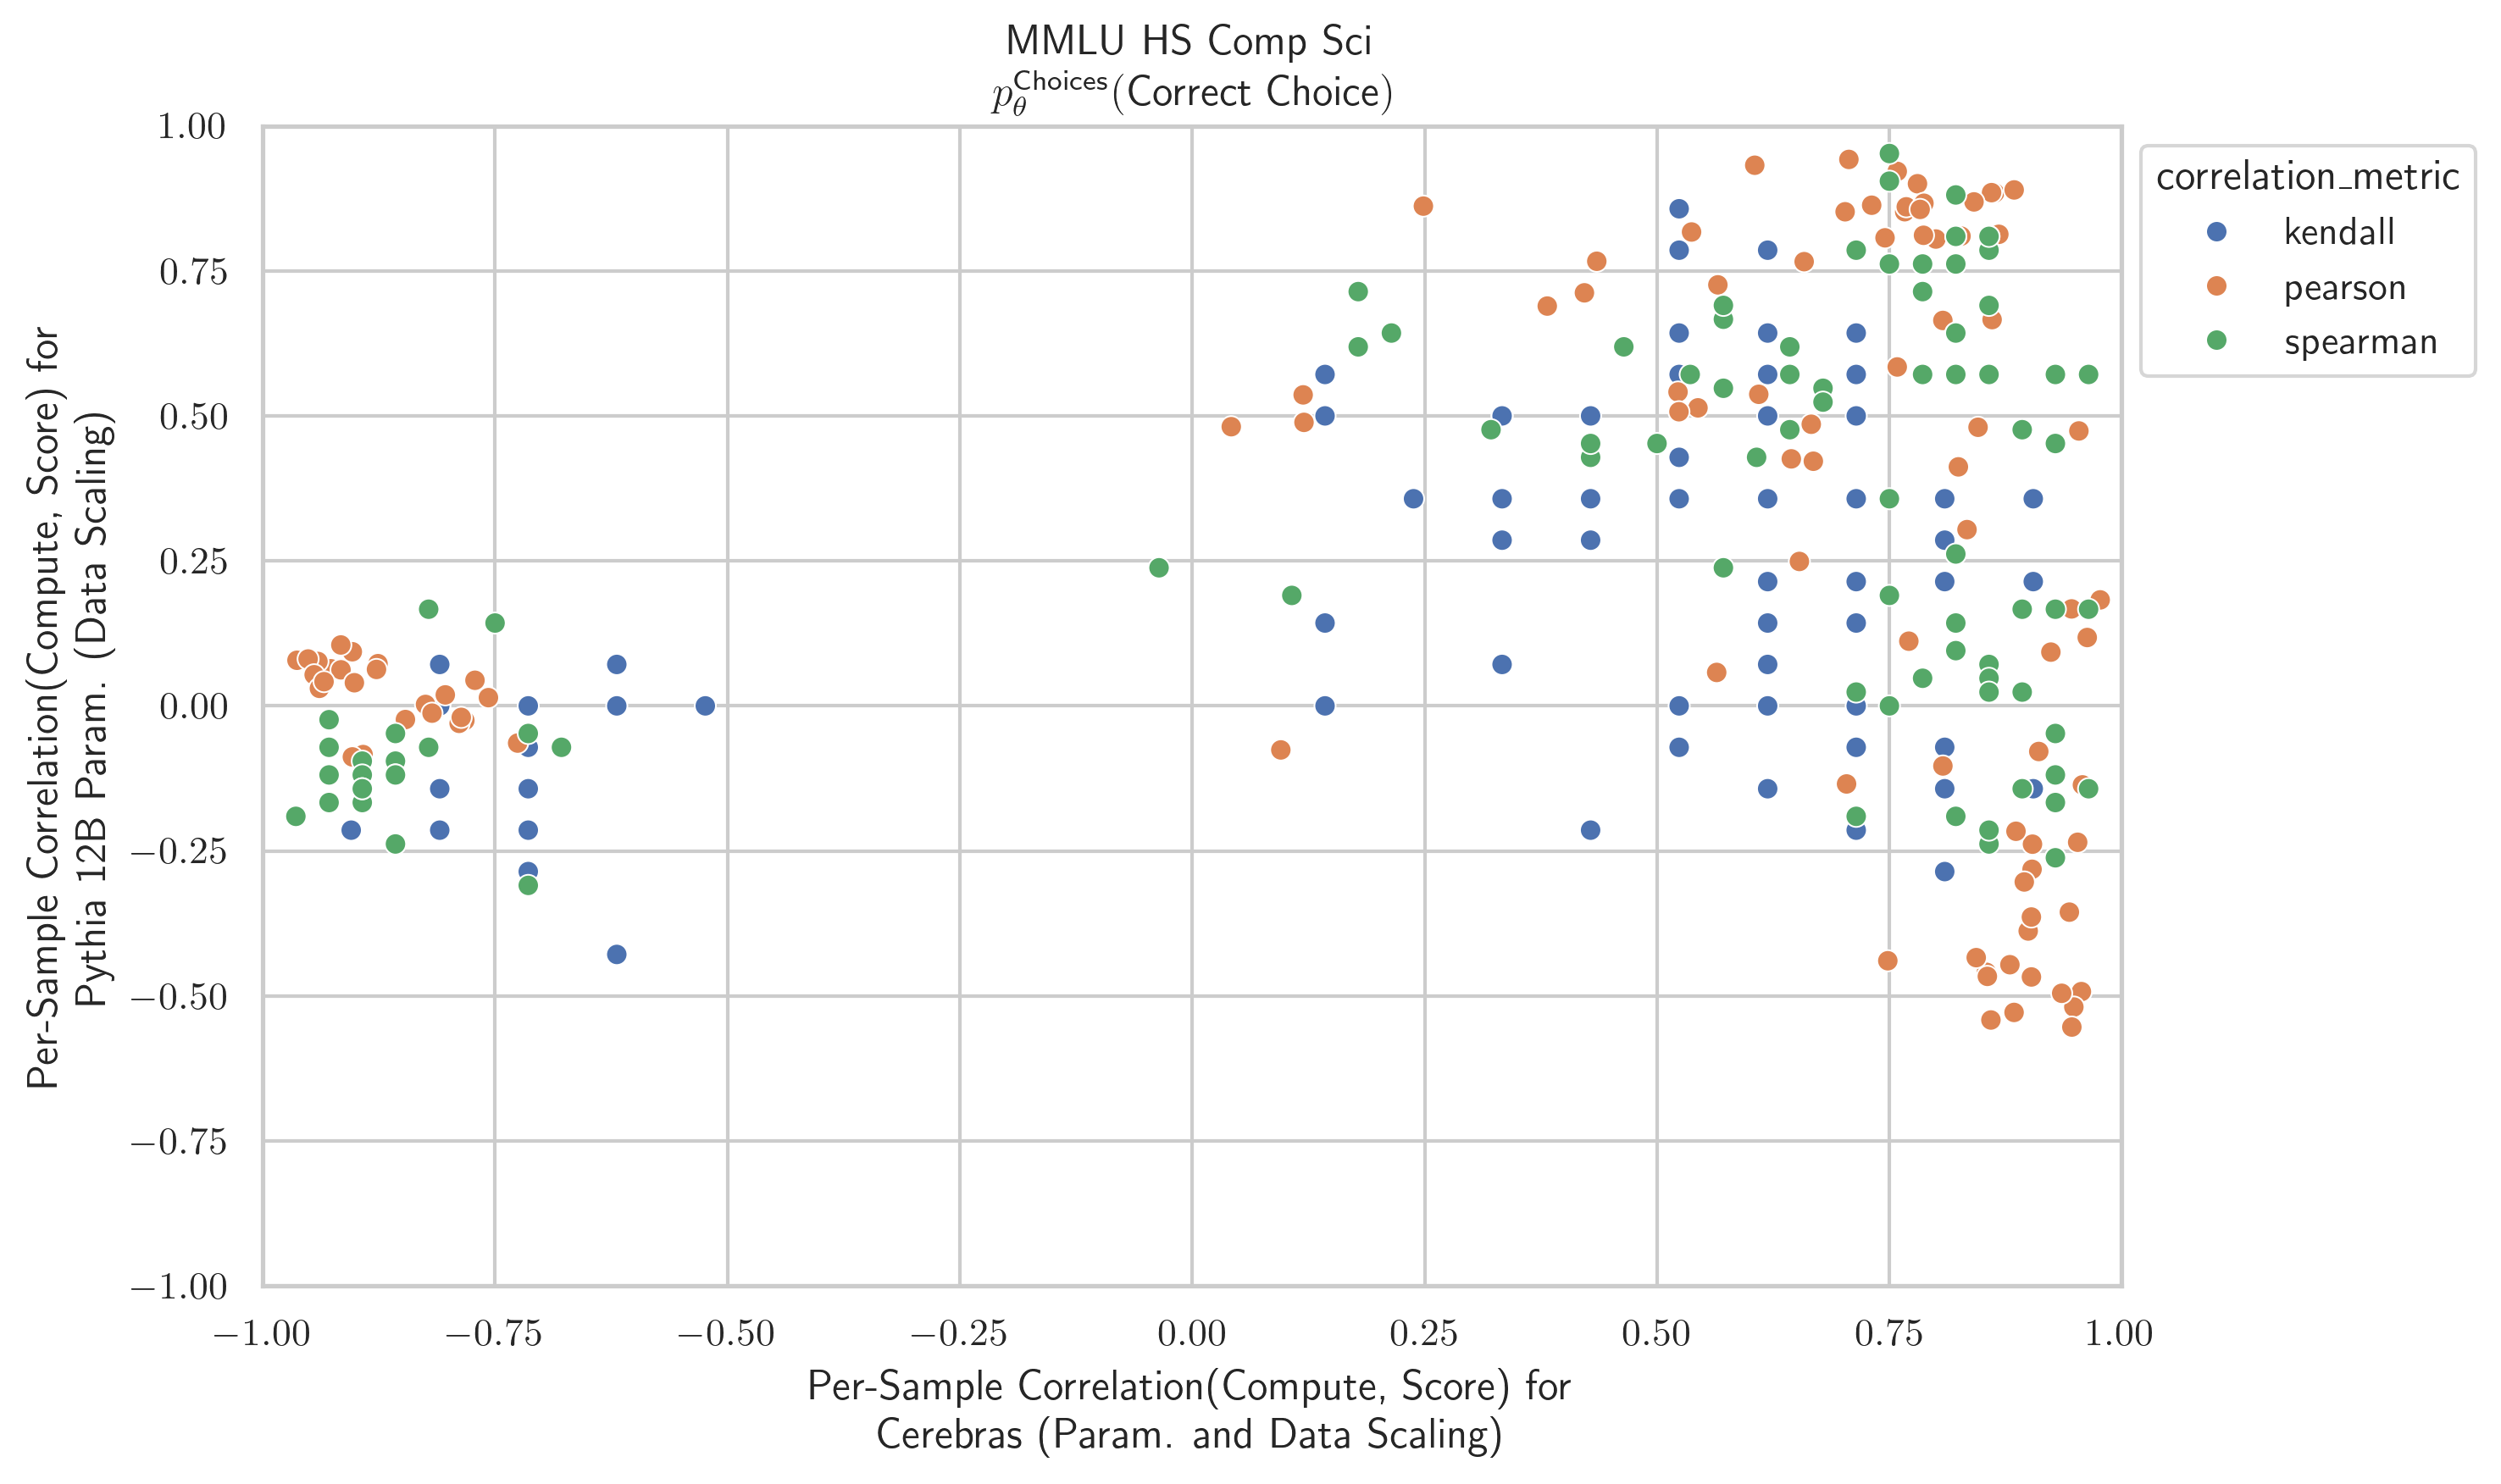 MMLU HS Comp Sci
p_θ^Choices(Correct Choice)
1.00
0.75
0.50
0.25
0.00
−0.25
−0.50
−0.75
−1.00
Per-Sample Correlation(Compute, Score) for
Pythia 12B Param. (Data Scaling)
correlation_metric
kendall
pearson
spearman
−1.00
−0.75
−0.50
−0.25
0.00
0.25
0.50
0.75
1.00
Per-Sample Correlation(Compute, Score) for
Cerebras (Param. and Data Scaling)